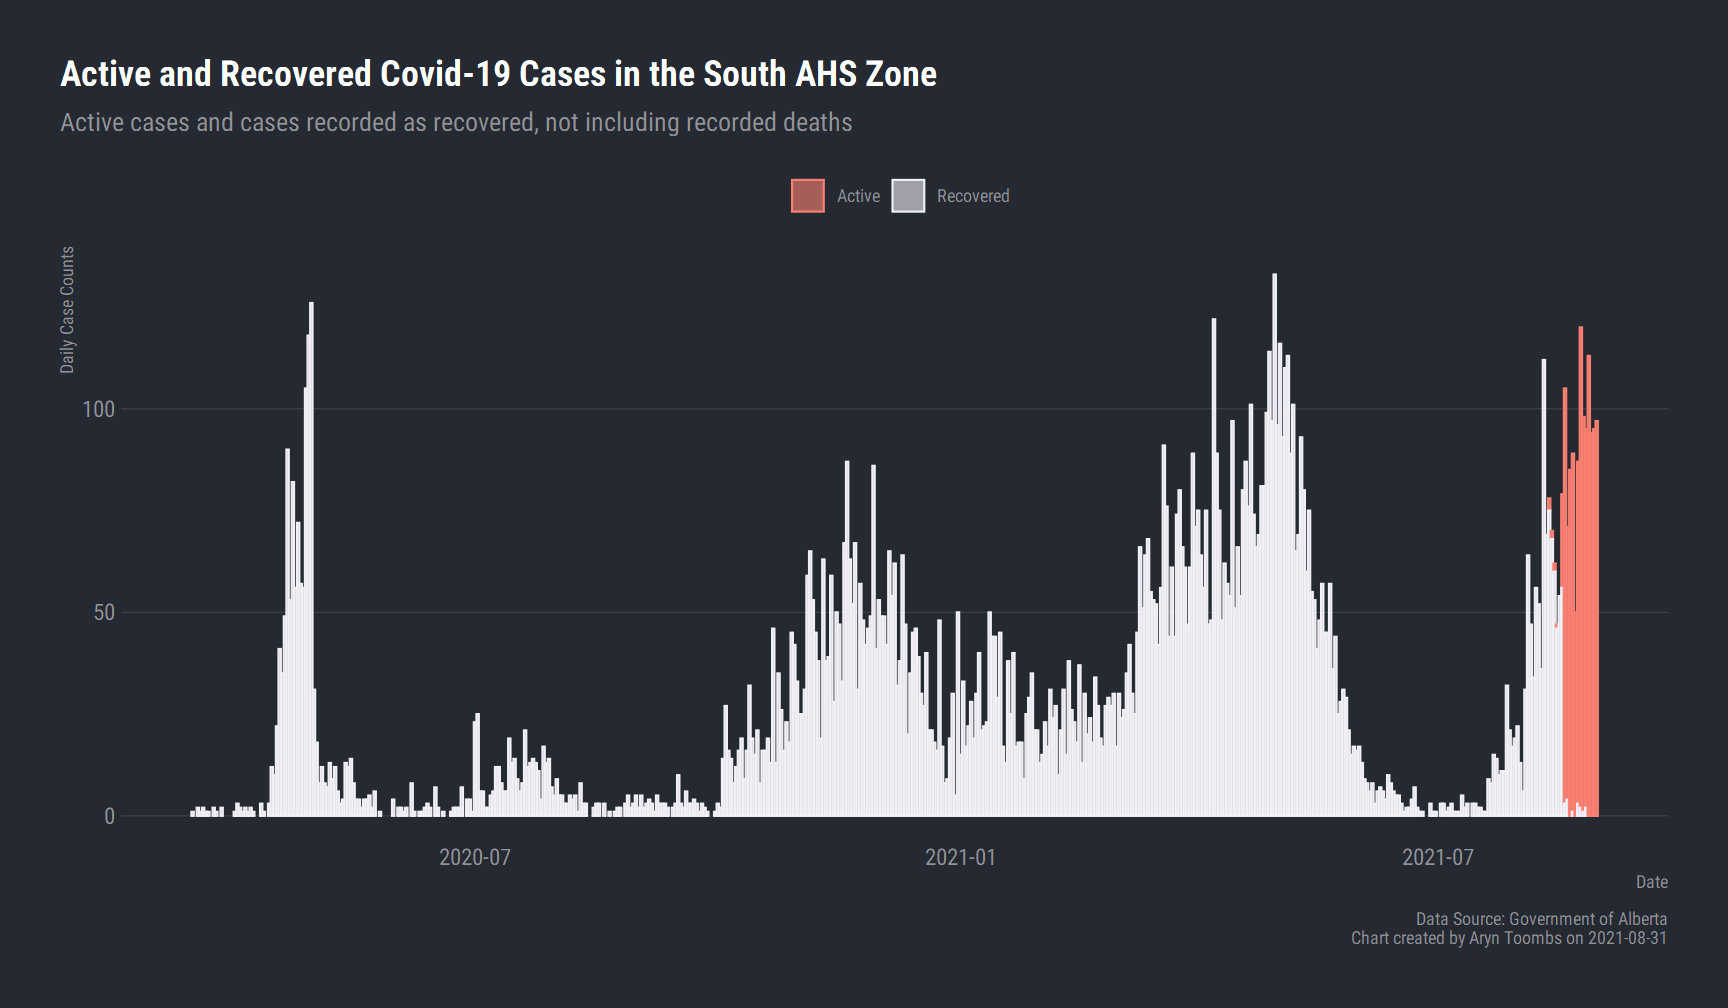 Active and Recovered Covid-19 Cases in the South AHS Zone
Active cases and cases recorded as recovered, not including recorded deaths
Active
Recovered
Daily Case Counts
100
50
0
2020-07
2021-01
2021-07
Date
Data Source: Government of Alberta
Chart created by Aryn Toombs on 2021-08-31